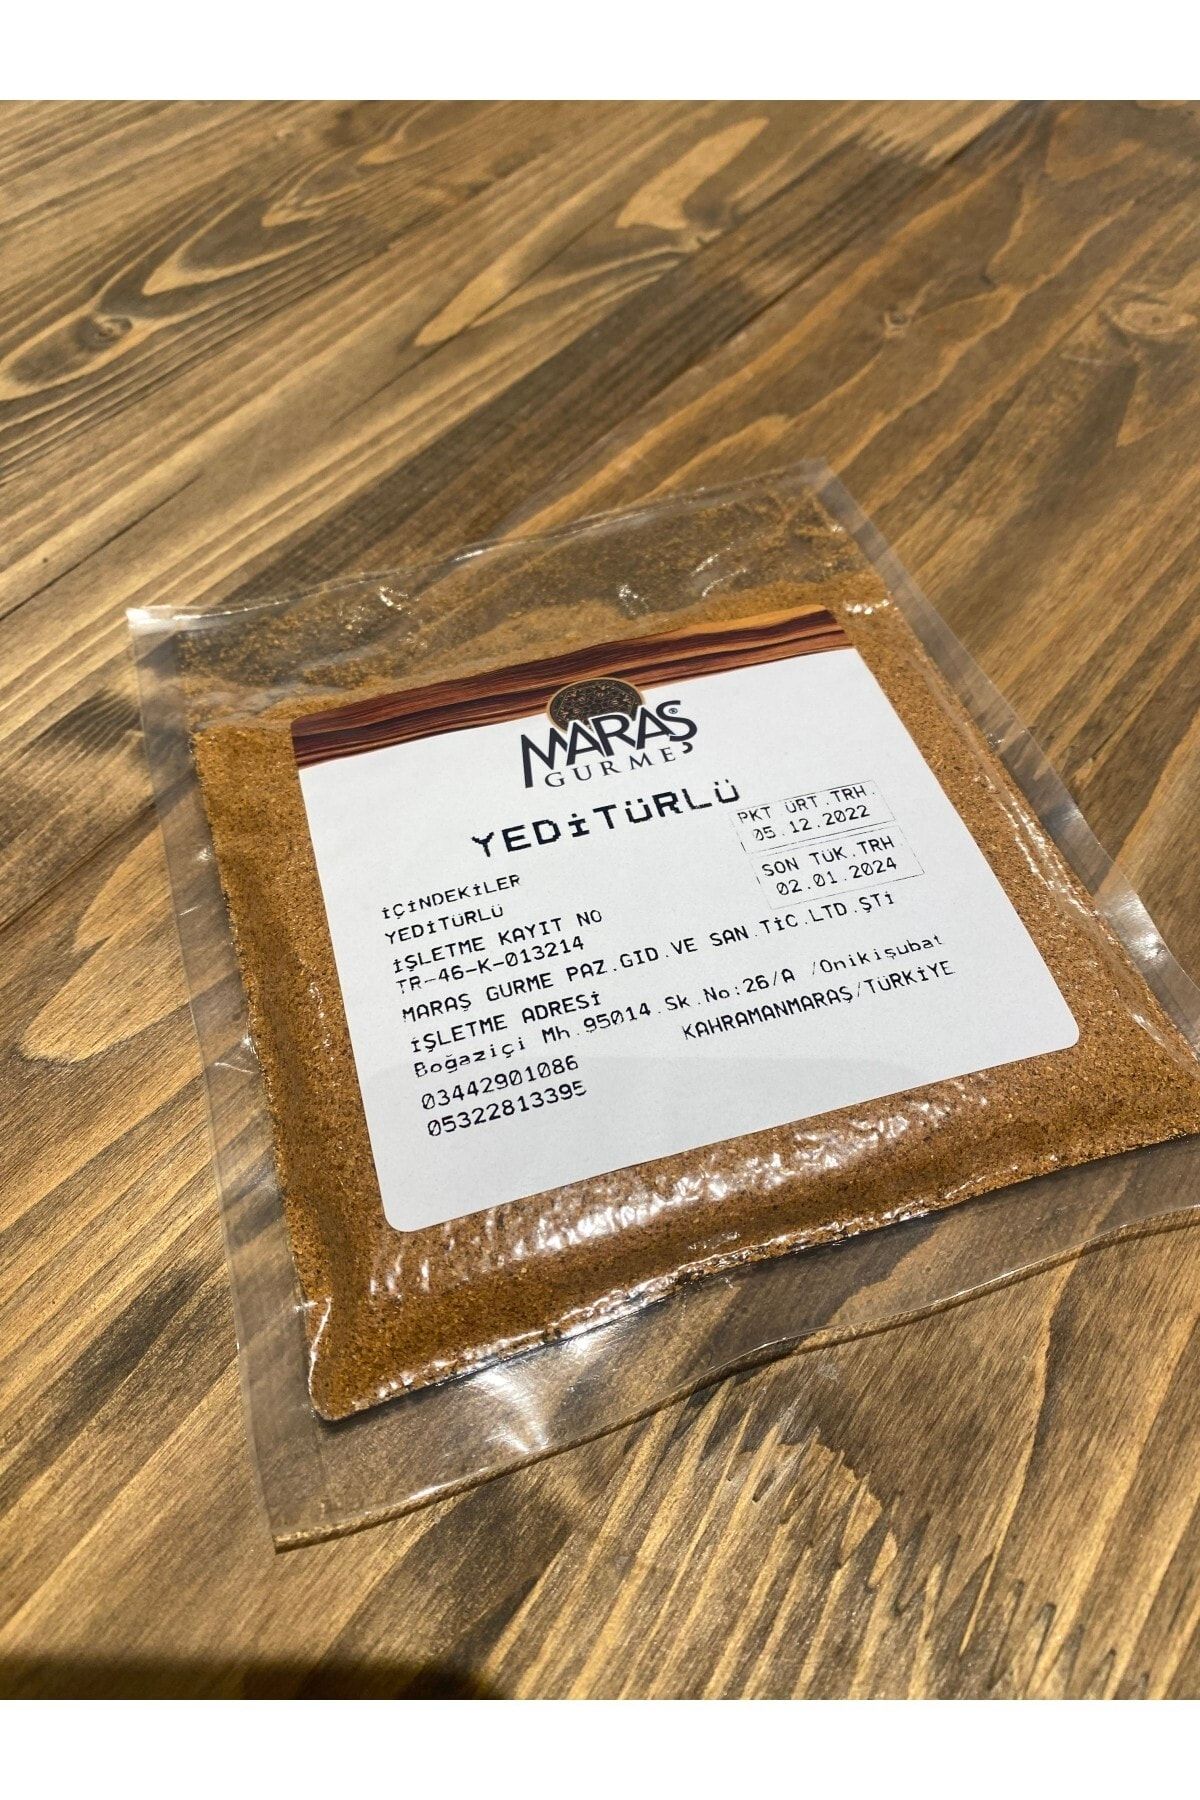 MARAŞ®
GURME
YEDİTÜRLÜ
PKT ÜRT.TRH.
05.12.2022
SON TÜK.TRH
02.01.2024
İÇİNDEKİLER
YEDİTÜRLÜ
İŞLETME KAYIT NO
TR-46-K-013214
MARAŞ GURME PAZ.GID.VE SAN.TİC.LTD.ŞTİ
İŞLETME ADRESİ
Boğaziçi Mh.95014.Sk.No:26/A /Onikişubat
KAHRAMANMARAŞ/TÜRKİYE
03442901086
05322813395